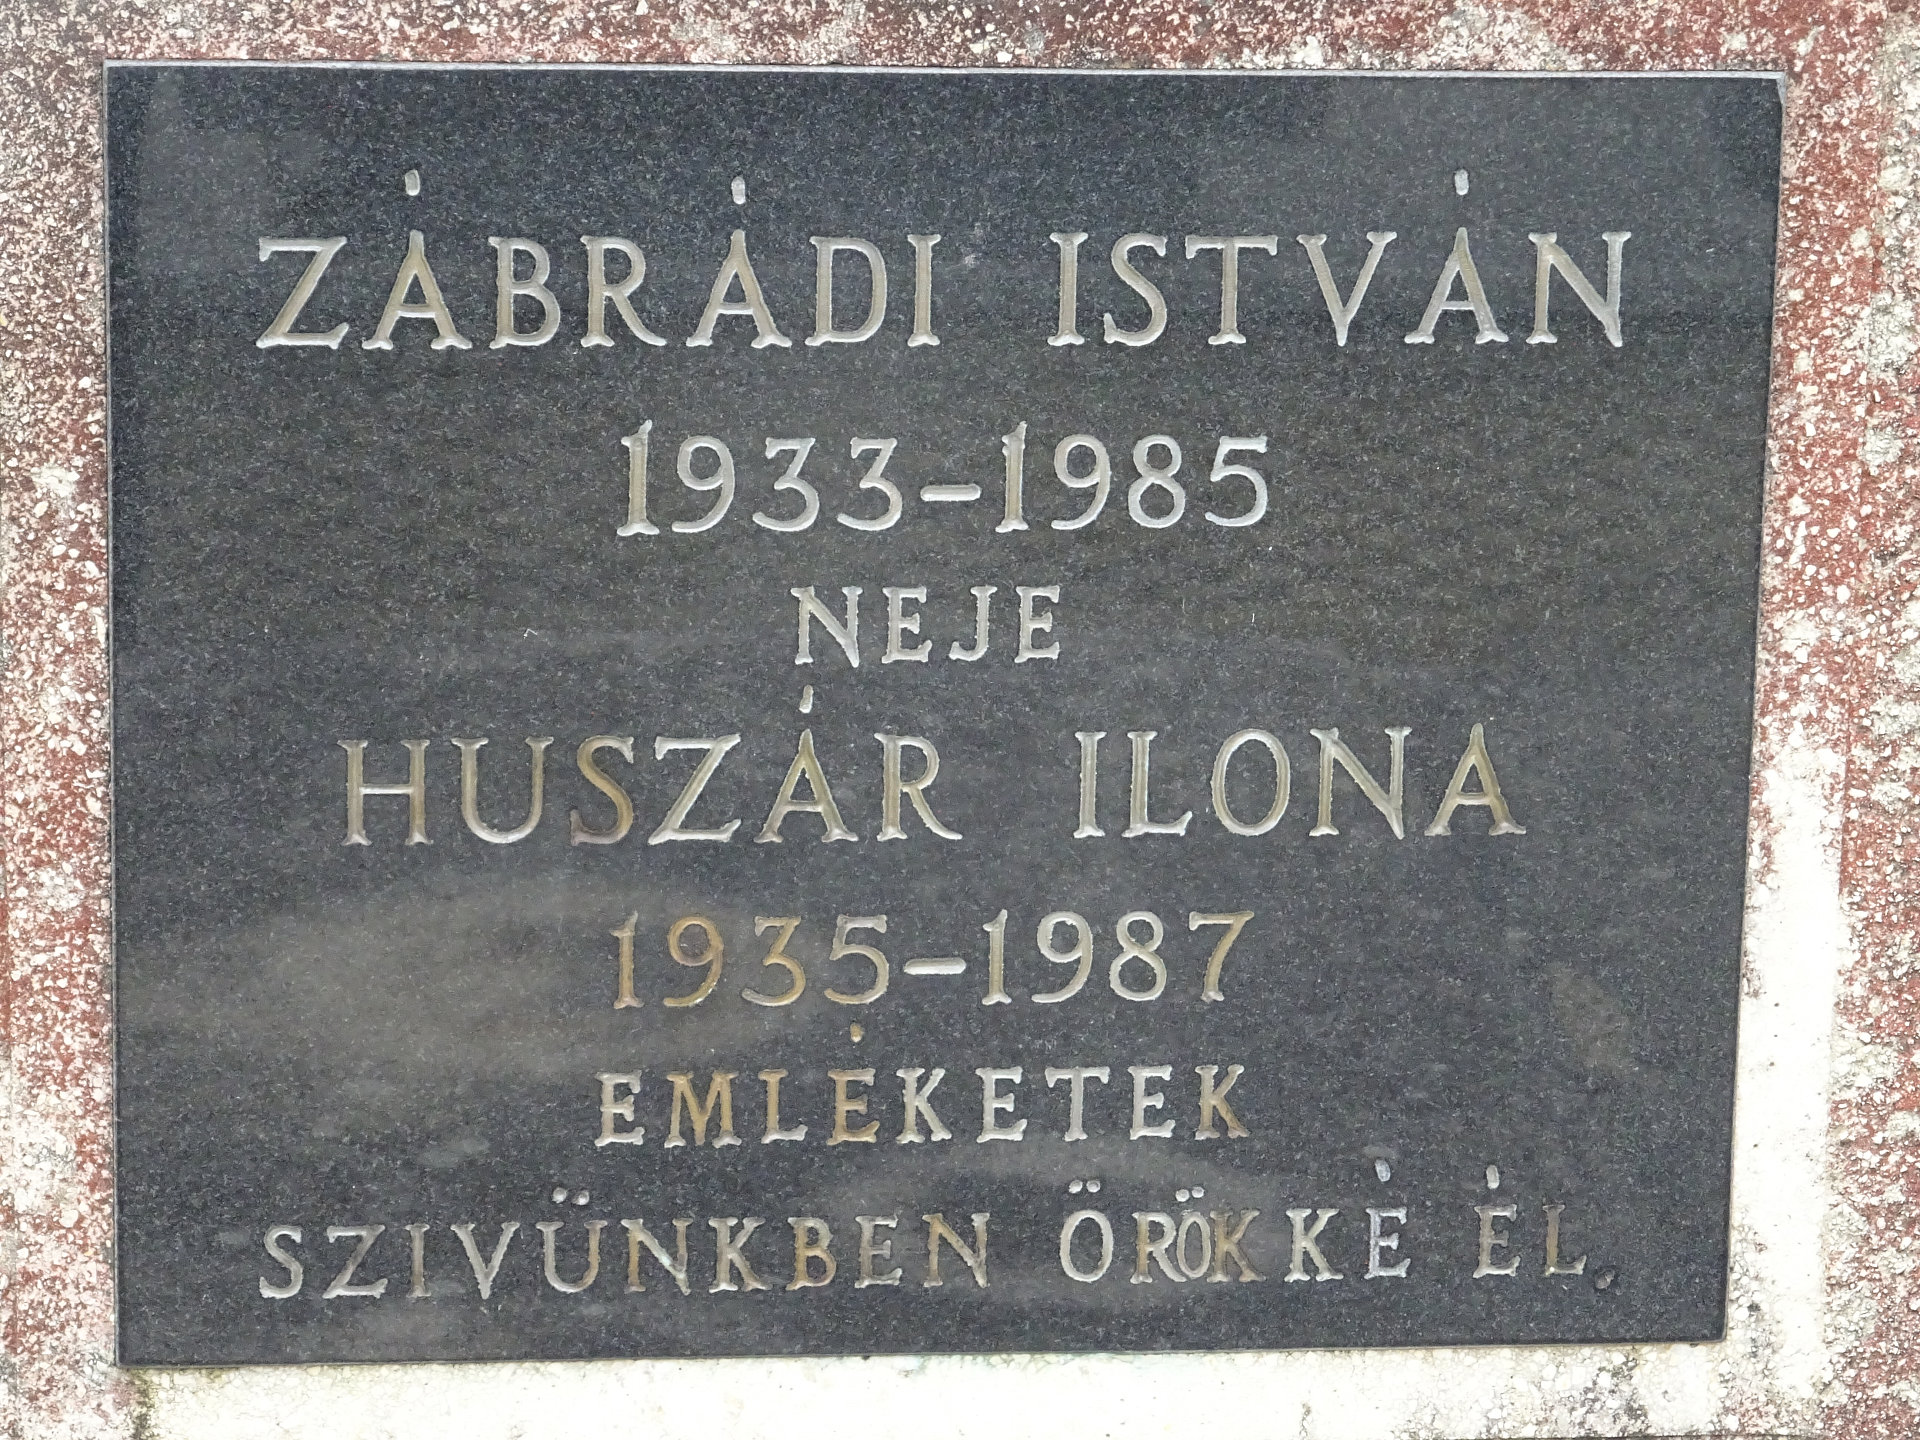 ZÁBRÁDI ISTVÁN
1933-1985
NEJE
HUSZÁR ILONA
1935-1987
EMLÉKETEK
SZIVÜNKBEN ÖRÖKKÉ ÉL.